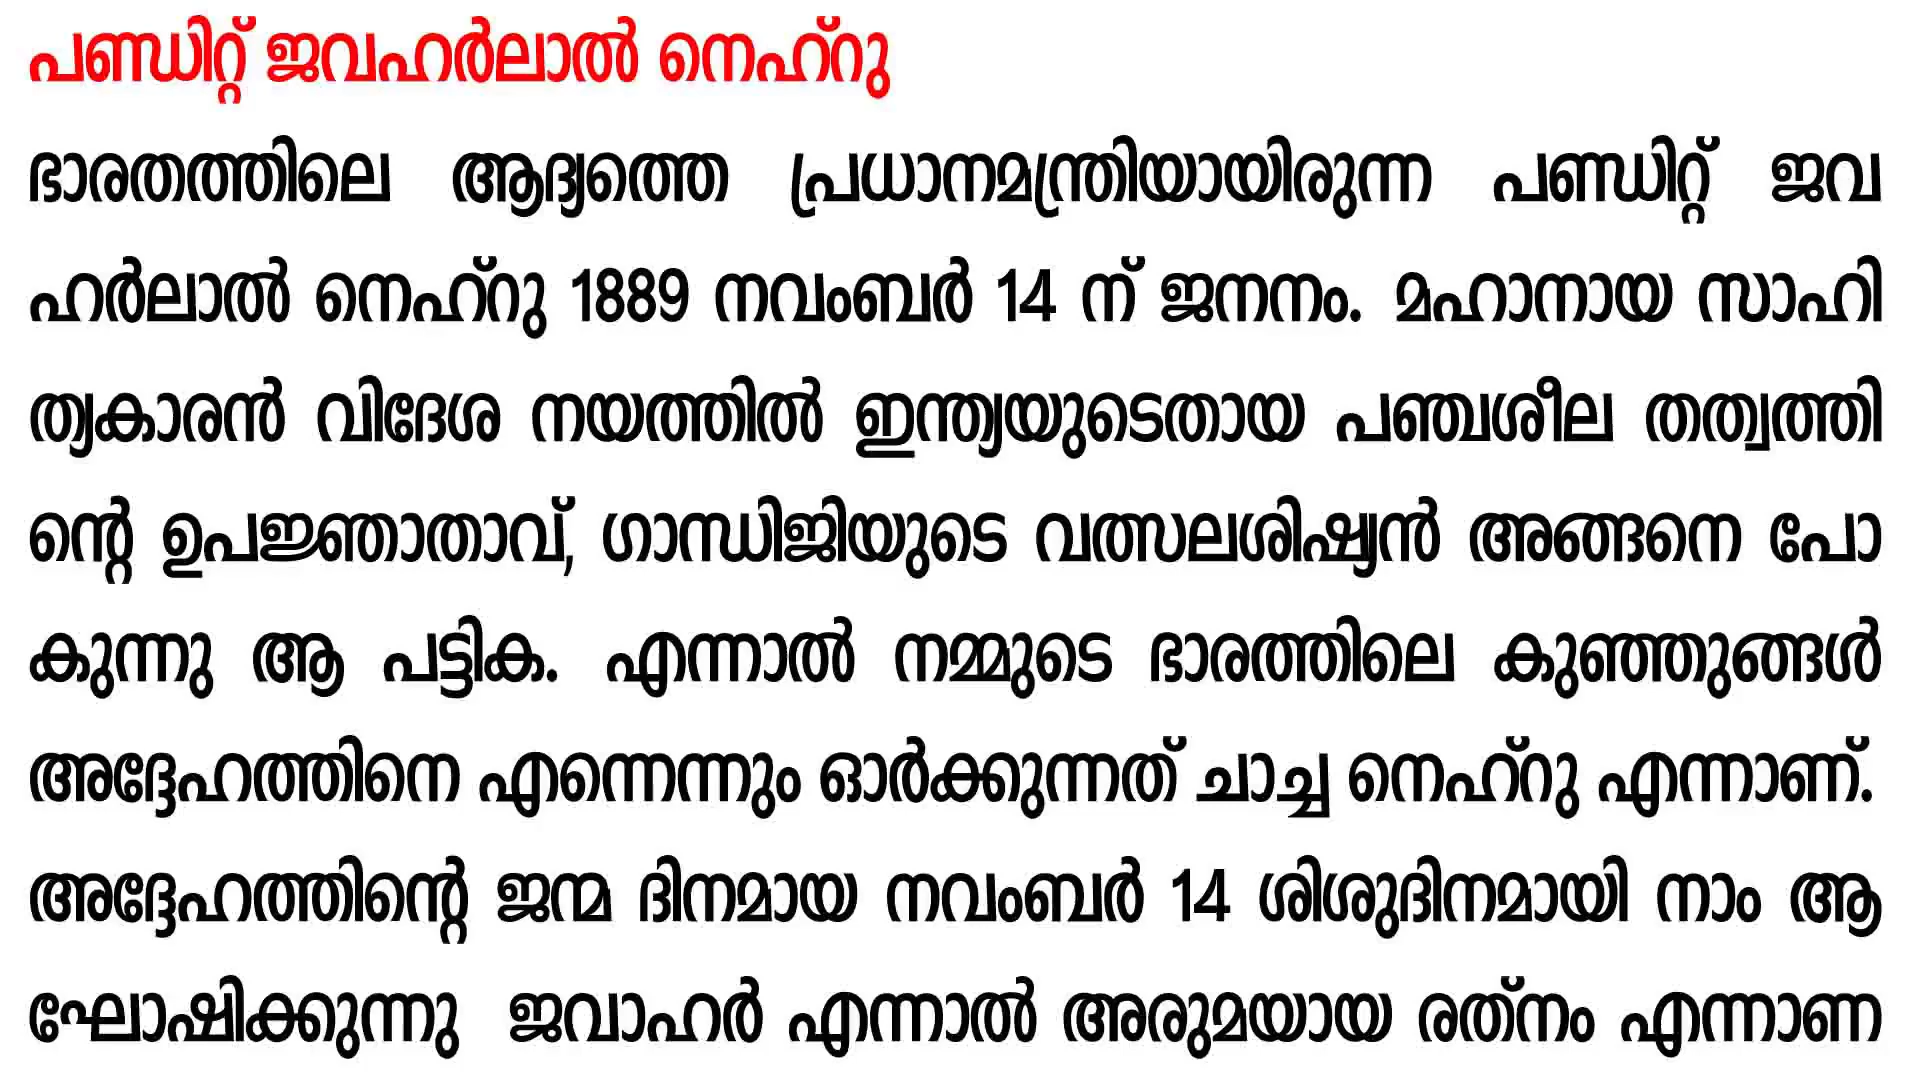 പണ്ഡിറ്റ് ജവഹർലാൽ നെഹ്റു
ഭാരതത്തിലെ ആദ്യത്തെ പ്രധാനമന്ത്രിയായിരുന്ന പണ്ഡിറ്റ് ജവ
ഹർലാൽ നെഹ്റു 1889 നവംബർ 14 ന് ജനനം. മഹാനായ സാഹി
ത്യകാരൻ വിദേശ നയത്തിൽ ഇന്ത്യയുടെതായ പഞ്ചശീല തത്വത്തി
ന്റെ ഉപജ്ഞാതാവ്, ഗാന്ധിജിയുടെ വത്സലശിഷ്യൻ അങ്ങനെ പോ
കുന്നു ആ പട്ടിക. എന്നാൽ നമ്മുടെ ഭാരത്തിലെ കുഞ്ഞുങ്ങൾ
അദ്ദേഹത്തിനെ എന്നെന്നും ഓർക്കുന്നത് ചാച്ച നെഹ്റു എന്നാണ്.
അദ്ദേഹത്തിന്റെ ജന്മ ദിനമായ നവംബർ 14 ശിശുദിനമായി നാം ആ
ഘോഷിക്കുന്നു ജവാഹർ എന്നാൽ അരുമയായ രത്‌നം എന്നാണ